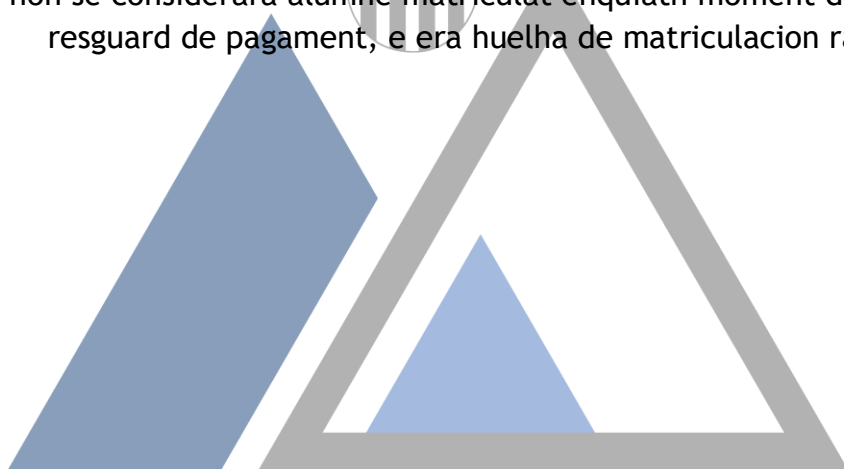 non se considerarà alumne matriculat enquiath moment d
resguard de pagament, e era huelha de matriculacion